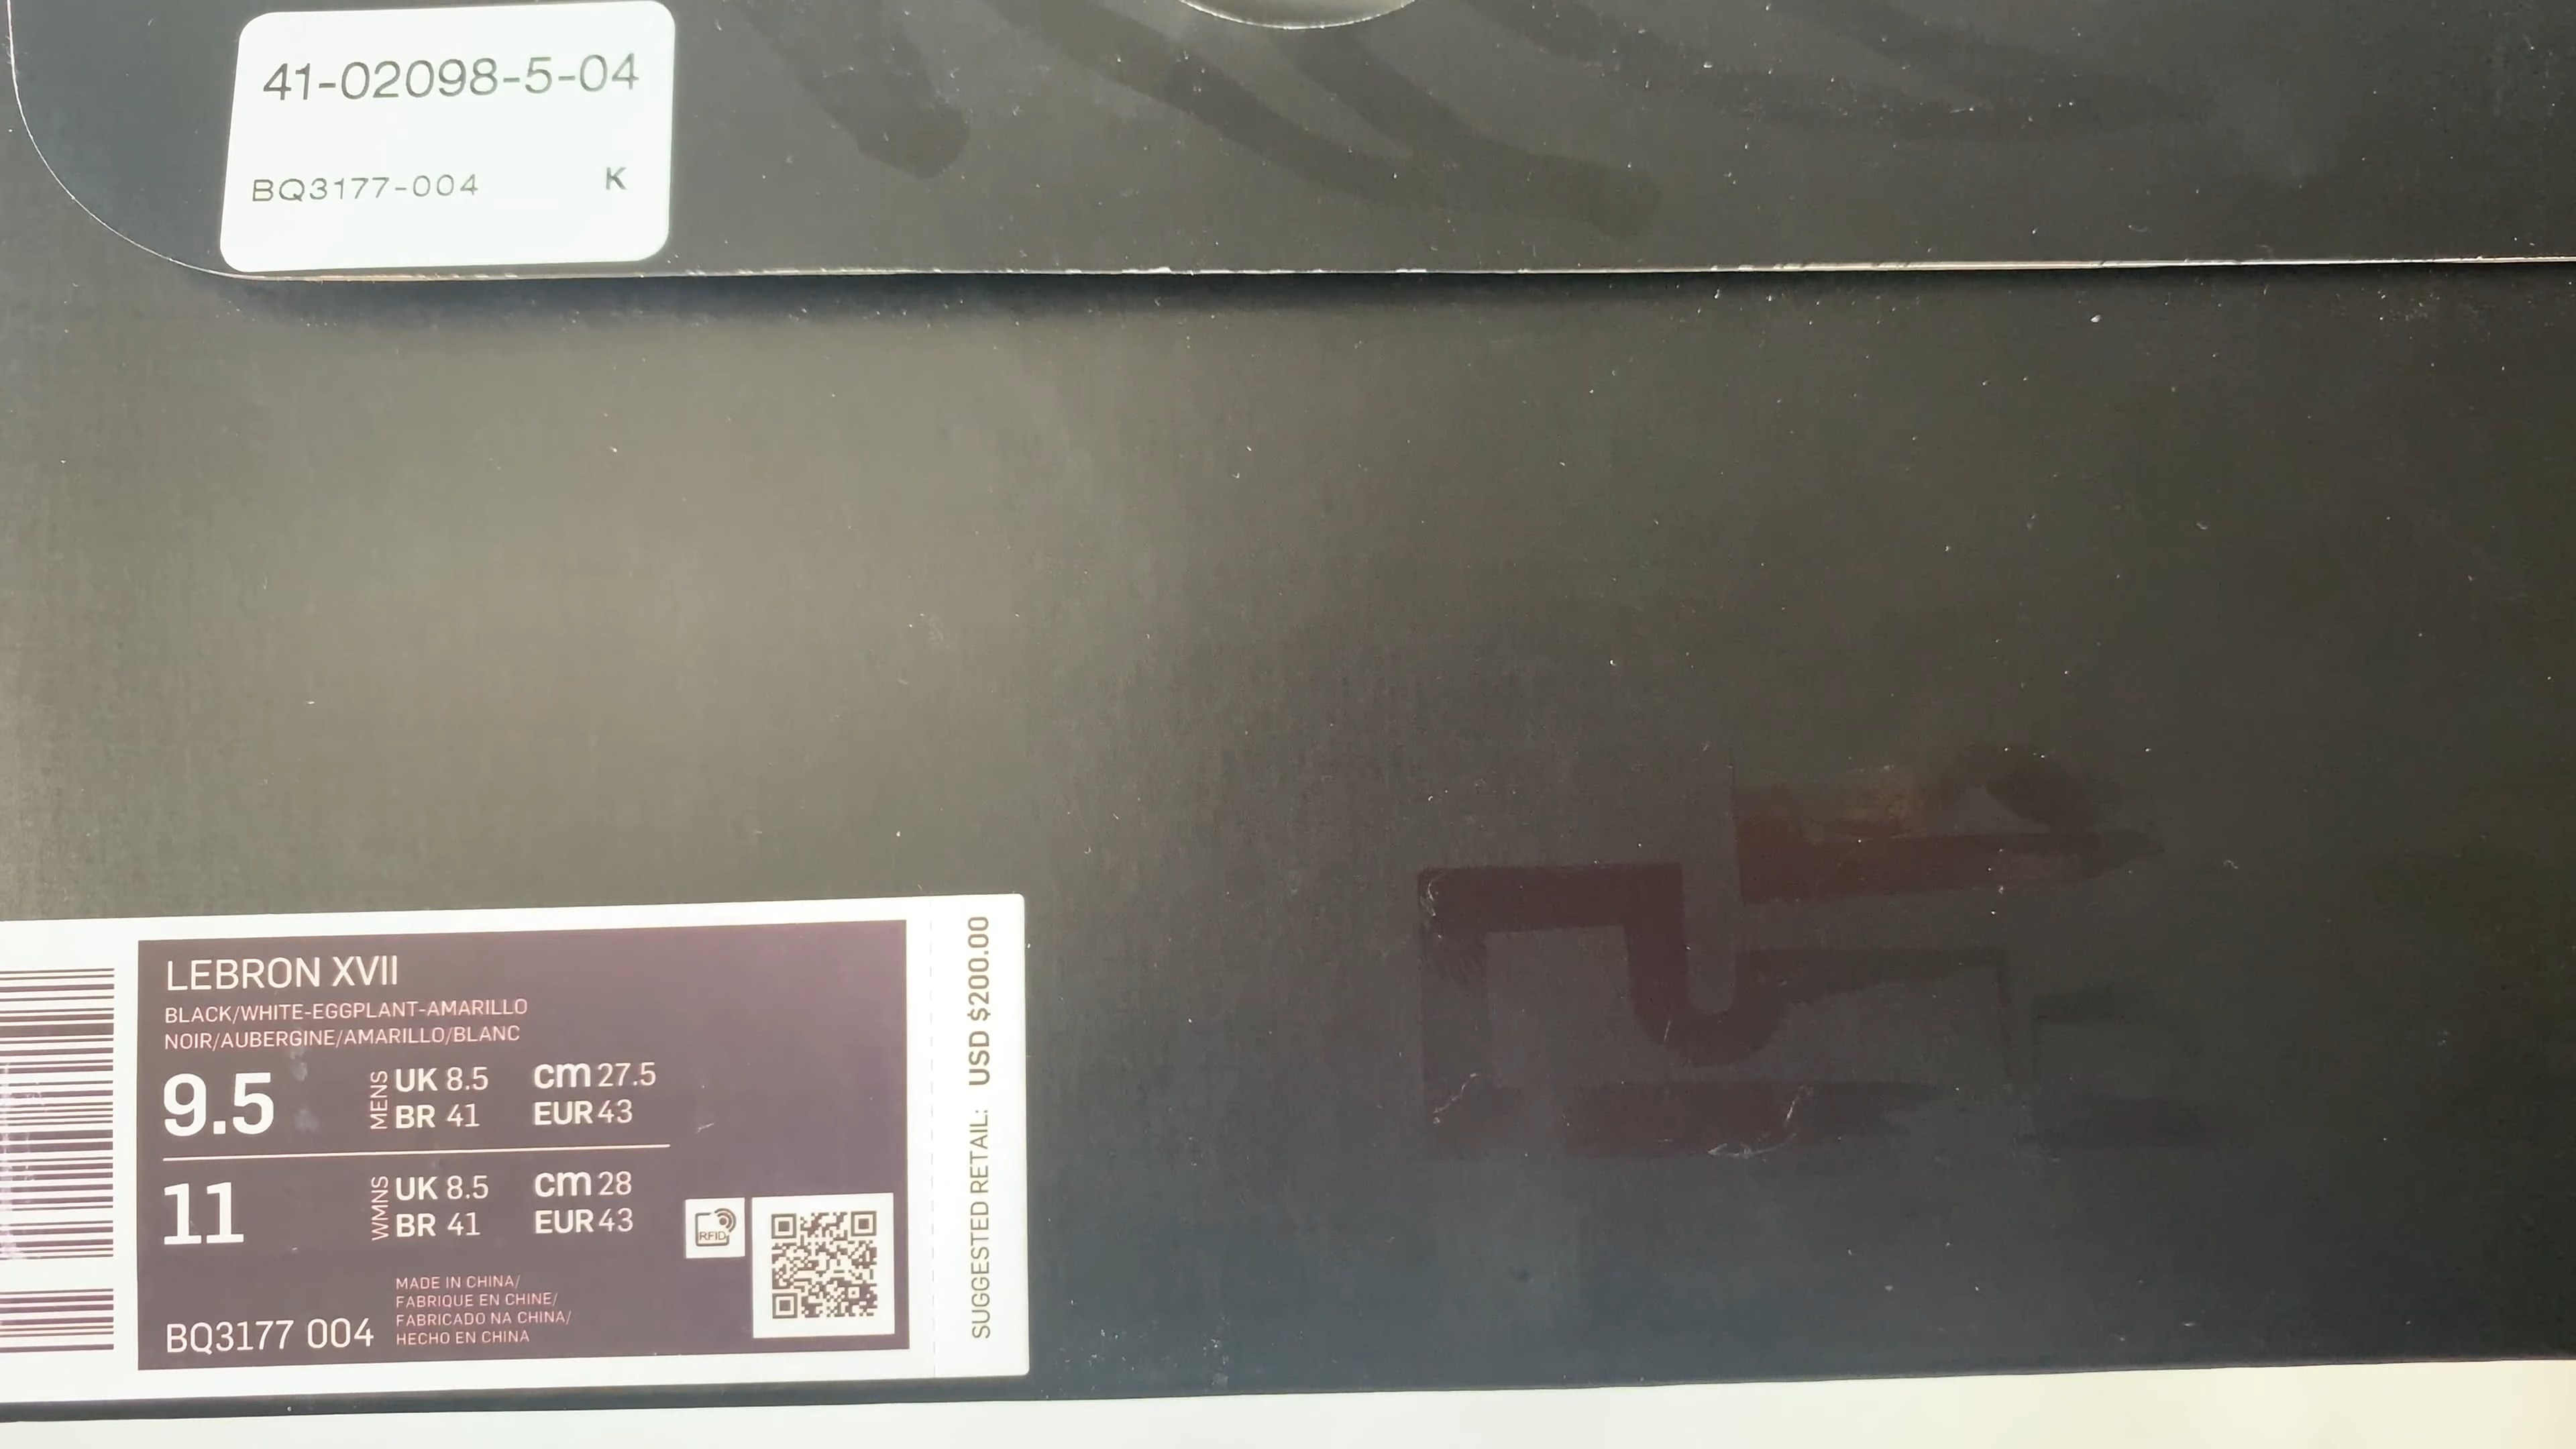 41-02098-5-04
BQ3177-004 K
LEBRON XVII
BLACK/WHITE-EGGPLANT-AMARILLO
NOIR/AUBERGINE/AMARILLO/BLANC
9.5 MENS UK 8.5 cm 27.5
BR 41 EUR 43
11 WMNS UK 8.5 cm 28
BR 41 EUR 43
RFID
MADE IN CHINA/
FABRIQUE EN CHINE/
FABRICADO NA CHINA/
HECHO EN CHINA
BQ3177 004
SUGGESTED RETAIL: USD $200.00